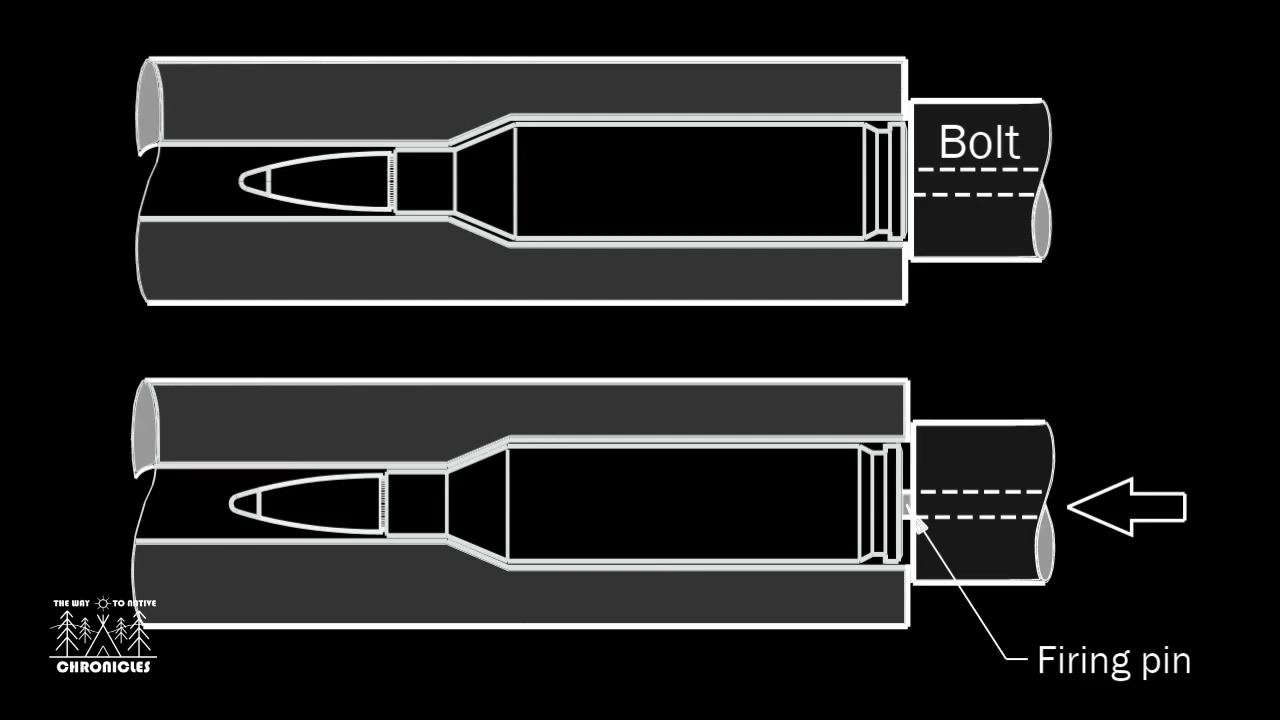 Bolt
Firing pin
THE WAY TO NATIVE
CHRONICLES